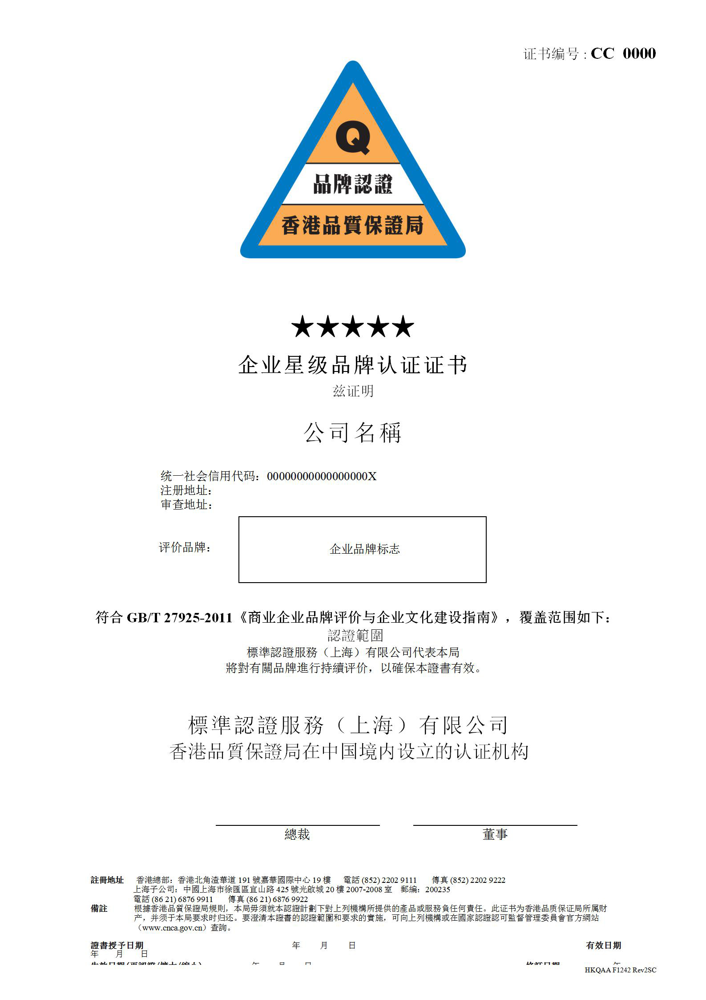 证书编号 : CC 0000
Q
品牌認證
香港品質保證局
★★★★★
企业星级品牌认证证书
兹证明
公司名稱
统一社会信用代码：00000000000000000X
注册地址：
审查地址：
评价品牌：
企业品牌标志
符合 GB/T 27925-2011《商业企业品牌评价与企业文化建设指南》，覆盖范围如下：
認證範圍
標準認證服務（上海）有限公司代表本局
將對有關品牌進行持續评价，以確保本證書有效。
標準認證服務（上海）有限公司
香港品質保證局在中国境内设立的认证机构
總裁 董事
註冊地址 香港總部：香港北角渣華道 191 號嘉華國際中心 19 樓 電話 (852) 2202 9111 傳真 (852) 2202 9222
上海子公司：中國上海市徐匯區宜山路 425 號光啟城 20 樓 2007-2008 室 郵編：200235
電話 (86 21) 6876 9911 傳真 (86 21) 6876 9922
備註 根據香港品質保證局規則，本局毋須就本認證計劃下對上列機構所提供的產品或服務負任何責任。此证书为香港品质保证局所属财
产，并须于本局要求时归还。要澄清本證書的認證範圍和要求的實施，可向上列機構或在國家認證認可監督管理委員會官方網站
（www.cnca.gov.cn）查詢。
證書授予日期 年 月 日 有效日期
年 月 日
HKQAA F1242 Rev2SC